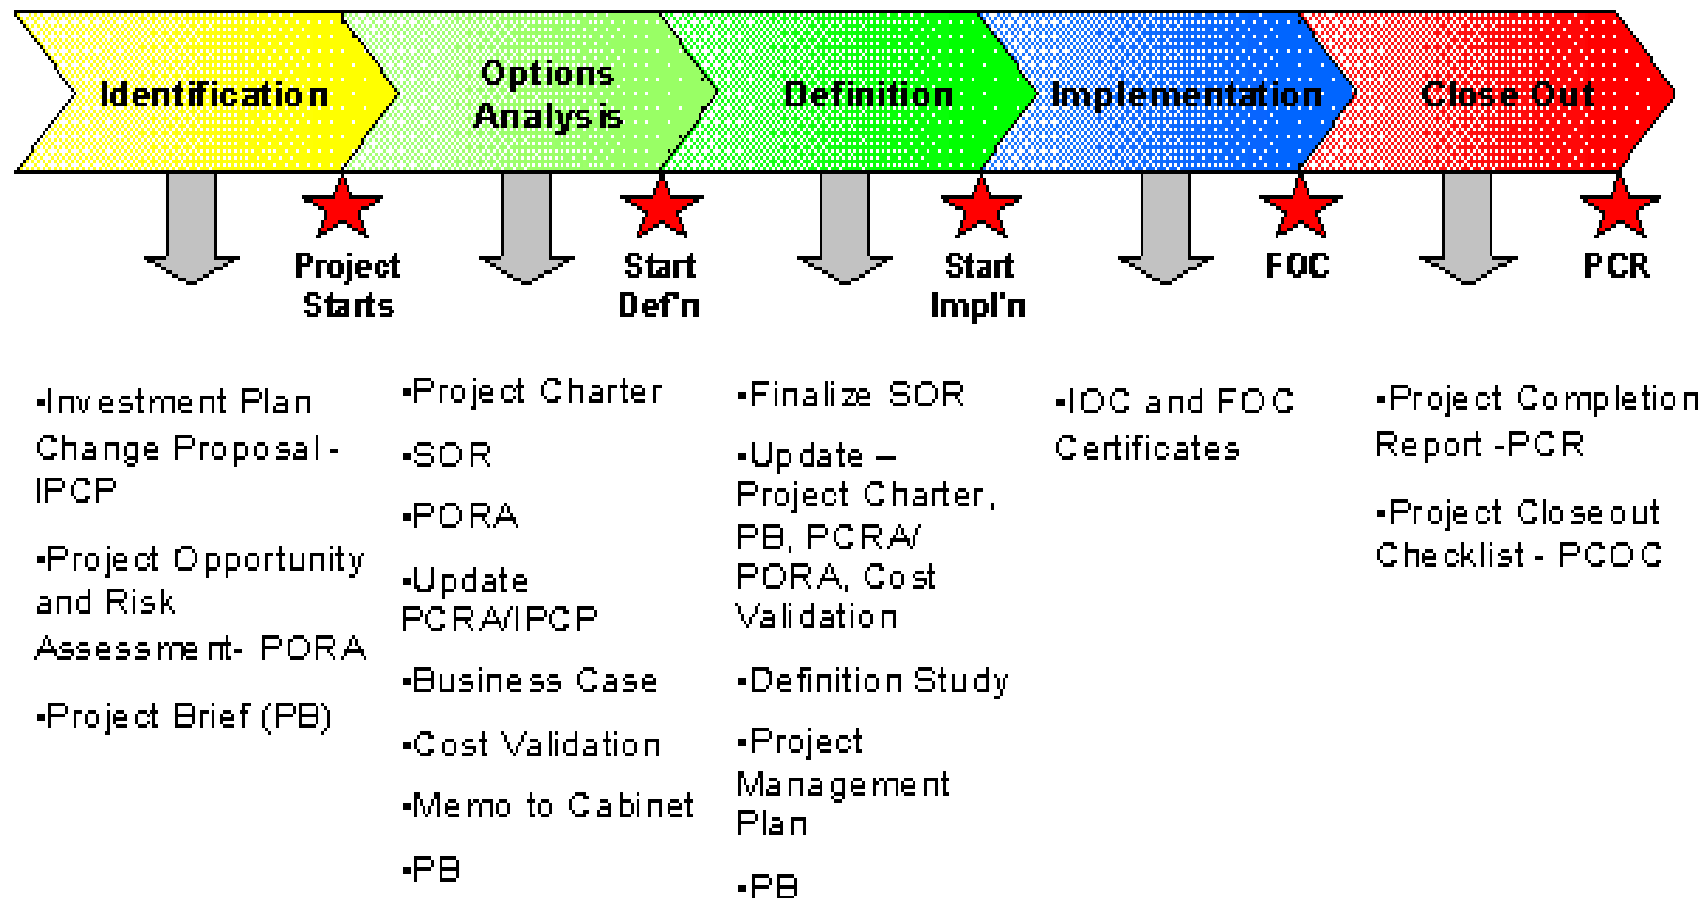 Identification
Options
Analysis
Definition
Implementation
Close Out
Project
Starts
Start
Def'n
Start
Impl'n
FOC
PCR
▪Investment Plan
Change Proposal -
IPCP
▪Project Opportunity
and Risk
Assessment- PORA
▪Project Brief (PB)
▪Project Charter
▪SOR
▪PORA
▪Update
PCRA/IPCP
▪Business Case
▪Cost Validation
▪Memo to Cabinet
▪PB
▪Finalize SOR
▪Update –
Project Charter,
PB, PCRA/
PORA, Cost
Validation
▪Definition Study
▪Project
Management
Plan
▪PB
▪IOC and FOC
Certificates
▪Project Completion
Report -PCR
▪Project Closeout
Checklist - PCOC